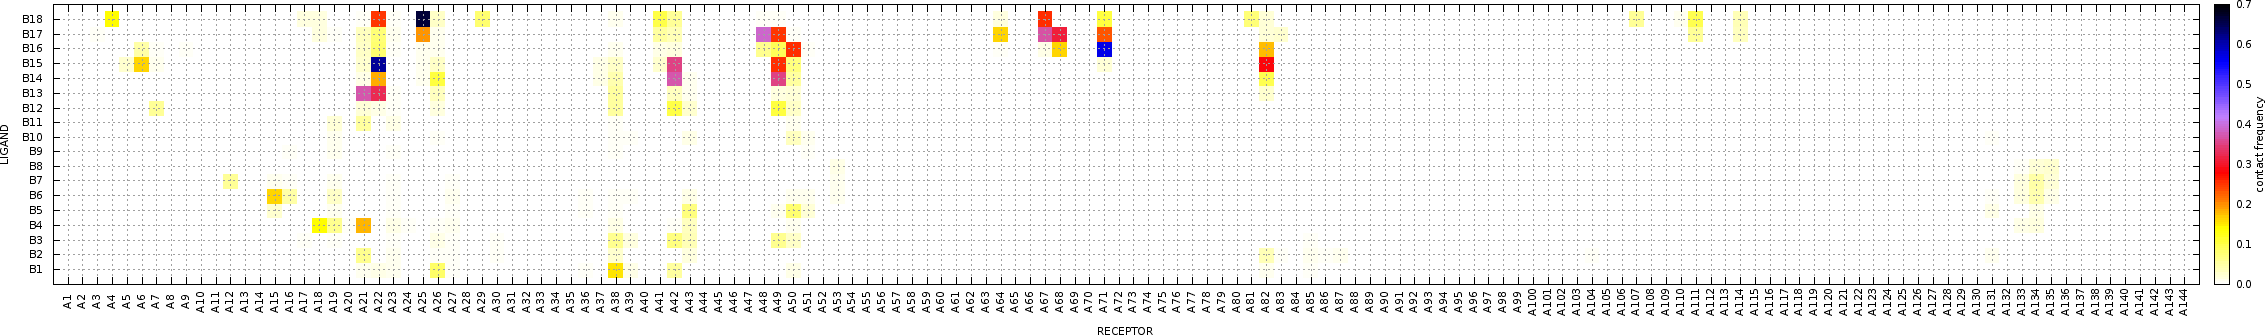 B18
B17
B16
B15
B14
B13
B12
B11
B10
B9
B8
B7
B6
B5
B4
B3
B2
B1
LIGAND
A1 A2 A3 A4 A5 A6 A7 A8 A9 A10 A11 A12 A13 A14 A15 A16 A17 A18 A19 A20 A21 A22 A23 A24 A25 A26 A27 A28 A29 A30 A31 A32 A33 A34 A35 A36 A37 A38 A39 A40 A41 A42 A43 A44 A45 A46 A47 A48 A49 A50 A51 A52 A53 A54 A55 A56 A57 A58 A59 A60 A61 A62 A63 A64 A65 A66 A67 A68 A69 A70 A71 A72 A73 A74 A75 A76 A77 A78 A79 A80 A81 A82 A83 A84 A85 A86 A87 A88 A89 A90 A91 A92 A93 A94 A95 A96 A97 A98 A99 A100 A101 A102 A103 A104 A105 A106 A107 A108 A109 A110 A111 A112 A113 A114 A115 A116 A117 A118 A119 A120 A121 A122 A123 A124 A125 A126 A127 A128 A129 A130 A131 A132 A133 A134 A135 A136 A137 A138 A139 A140 A141 A142 A143 A144
RECEPTOR
0.7
0.6
0.5
0.4
0.3
0.2
0.1
0.0
contact frequency